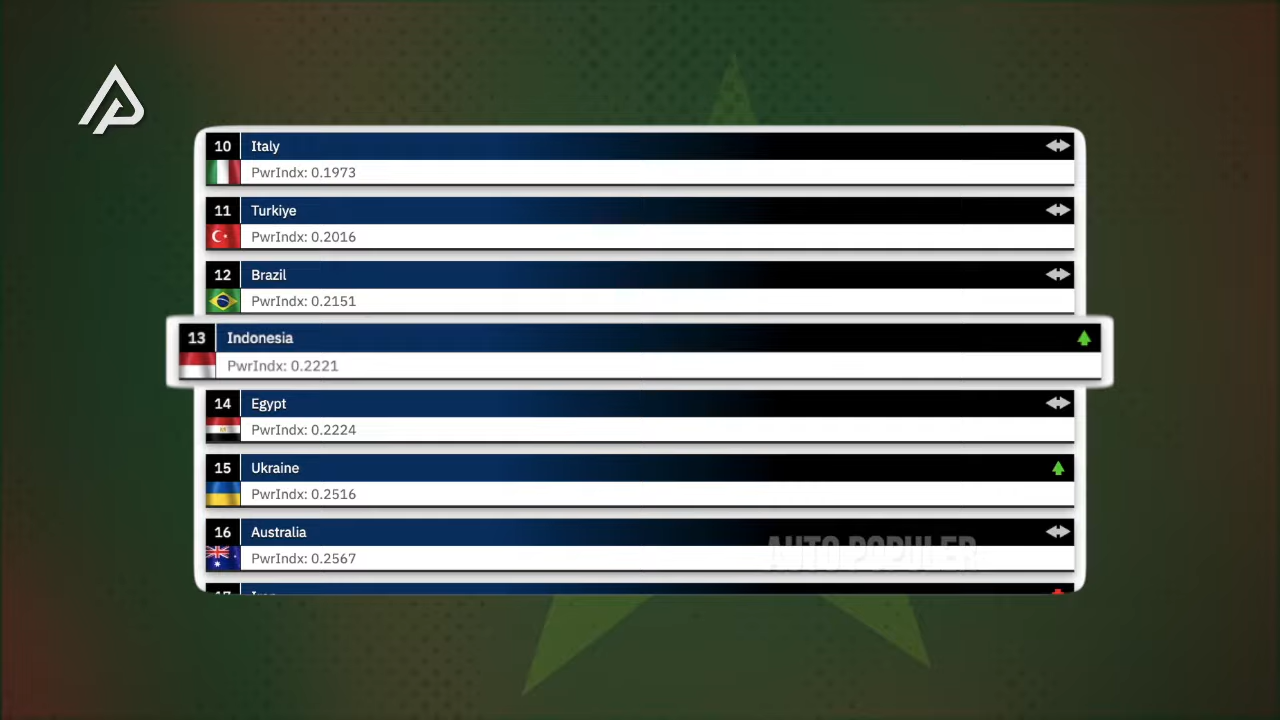 10 Italy
PwrIndx: 0.1973
11 Turkiye
PwrIndx: 0.2016
12 Brazil
PwrIndx: 0.2151
13 Indonesia
PwrIndx: 0.2221
14 Egypt
PwrIndx: 0.2224
15 Ukraine
PwrIndx: 0.2516
16 Australia
PwrIndx: 0.2567
AUTO POPULER